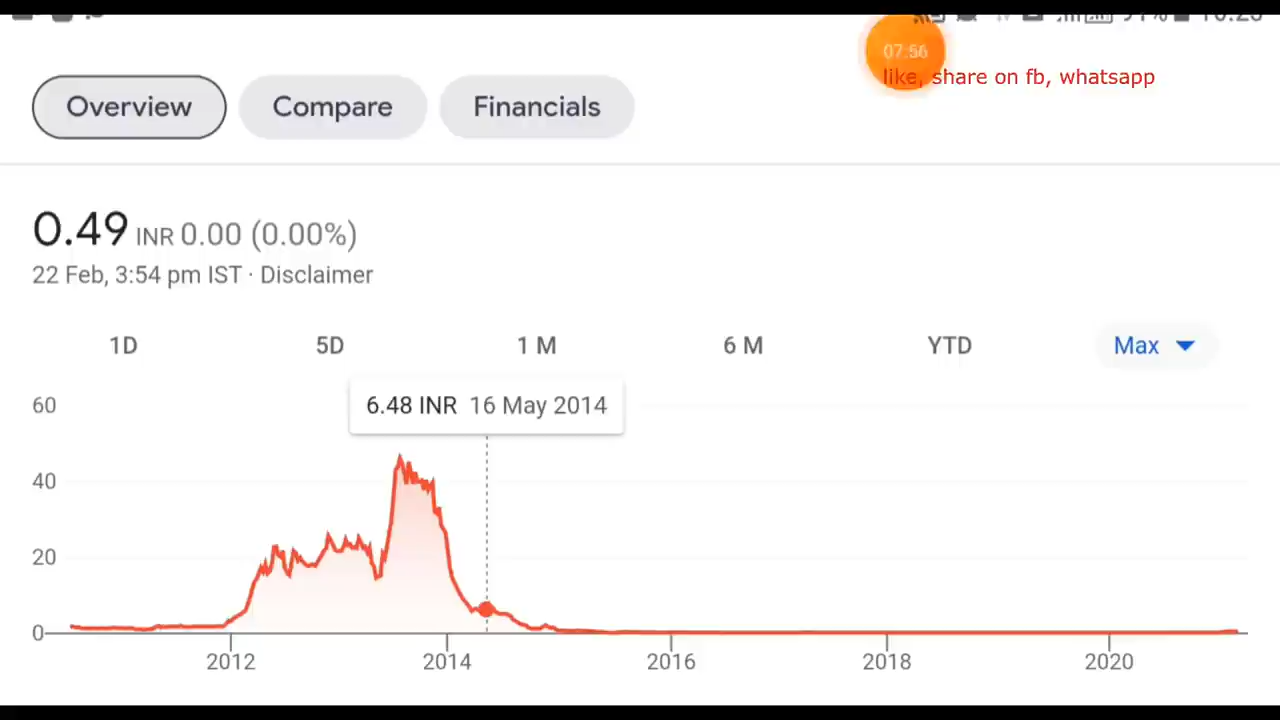 07:56
like, share on fb, whatsapp
Overview Compare Financials
0.49 INR 0.00 (0.00%)
22 Feb, 3:54 pm IST · Disclaimer
1D 5D 1 M 6 M YTD Max
6.48 INR 16 May 2014
60
40
20
0
2012 2014 2016 2018 2020